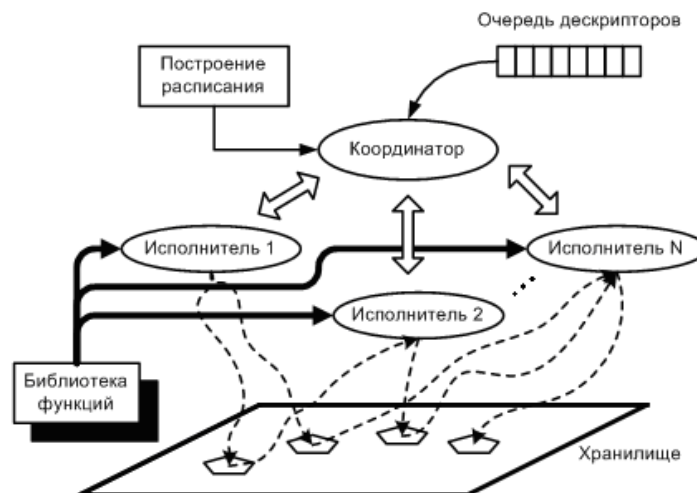 Очередь дескрипторов
Построение
расписания
Координатор
Исполнитель 1
Исполнитель N
Исполнитель 2
Библиотека
функций
Хранилище